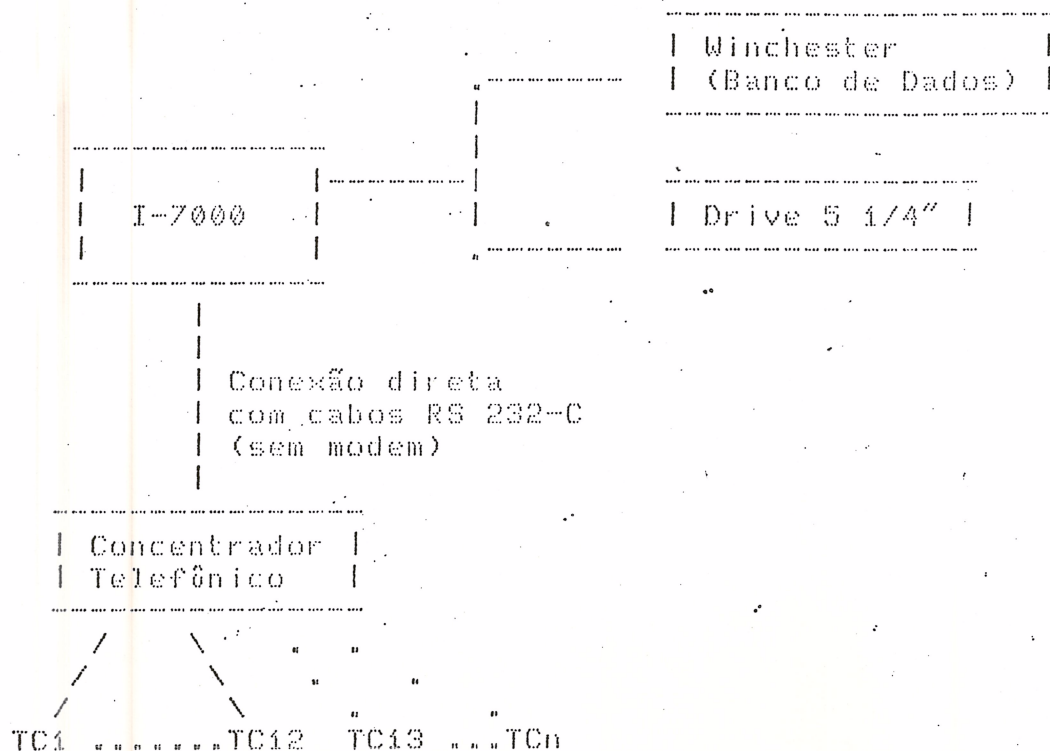 Winchester
(Banco de Dados)
I-7000
Drive 5 1/4"
Conexão direta
com cabos RS 232-C
(sem modem)
Concentrador
Telefônico
TC1 ........TC12 TC13 ...TCn